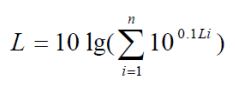 L = 10 lg(∑_{i=1}^{n} 10^{0.1Li})